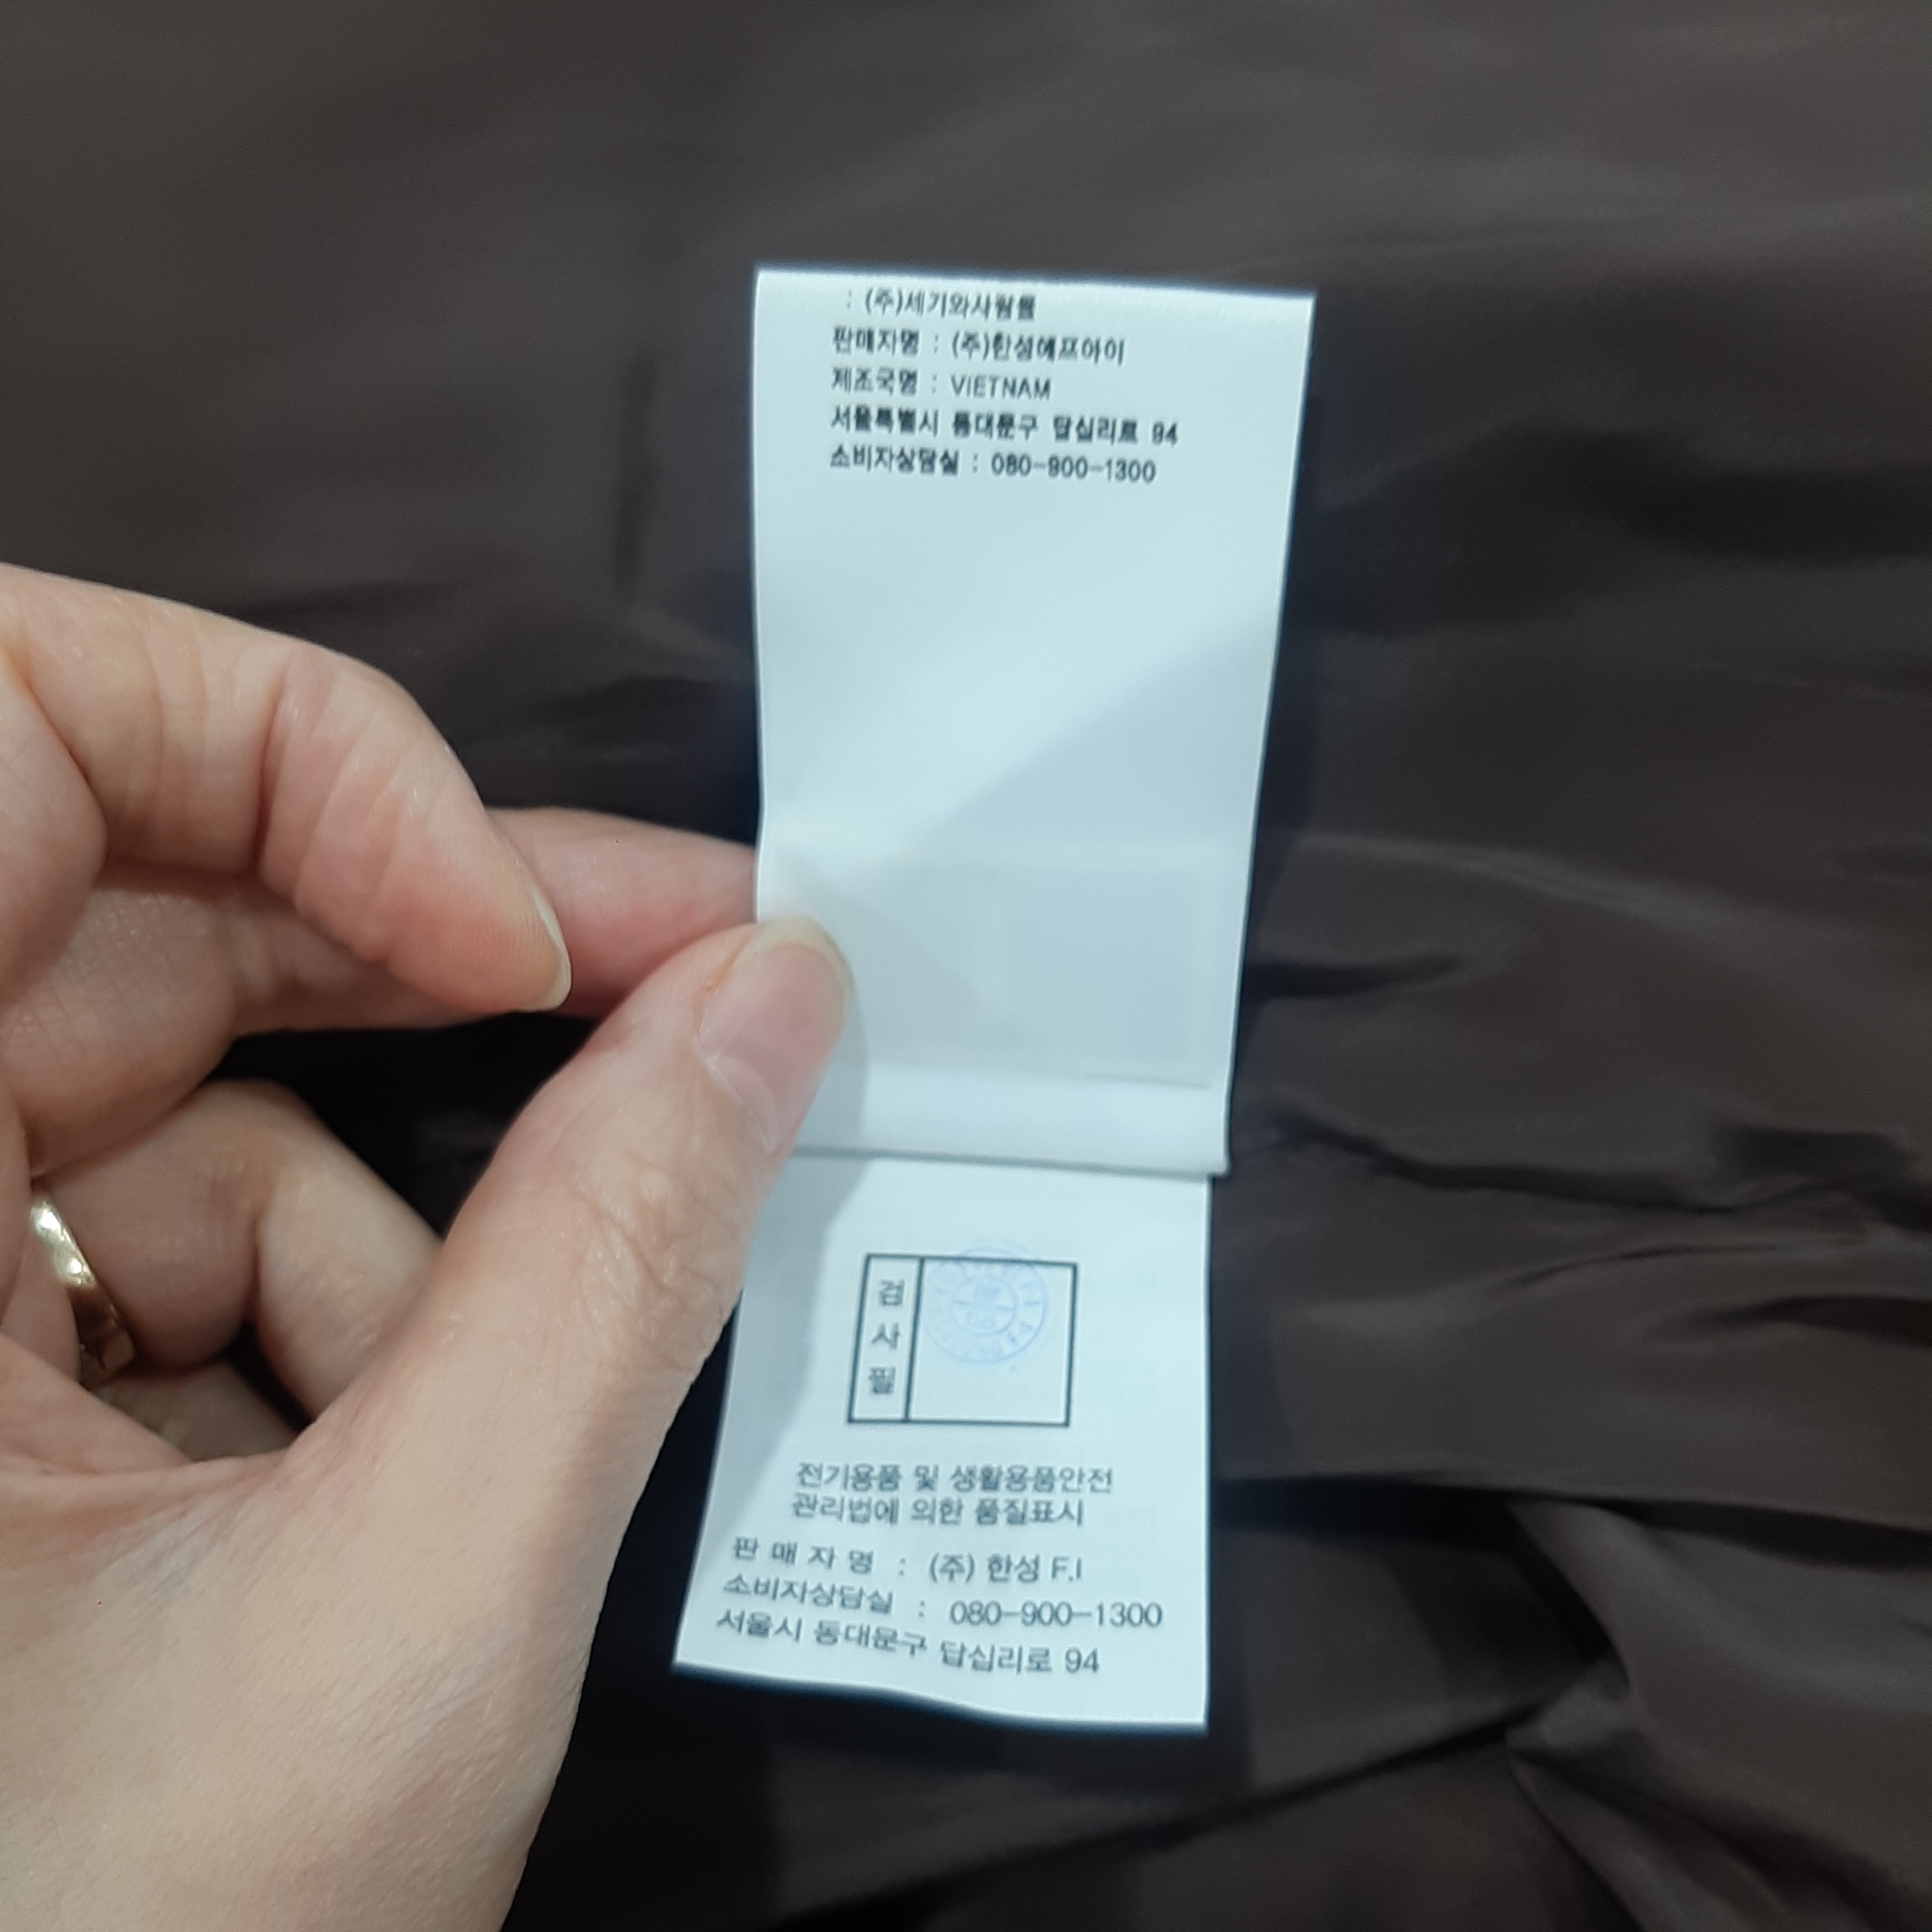 : (주)세기와사람들
판매자명 : (주)한성에프아이
제조국명 : VIETNAM
서울특별시 동대문구 답십리로 94
소비자상담실 : 080-900-1300
검
사
필
전기용품 및 생활용품안전
관리법에 의한 품질표시
판 매 자 명 : (주) 한성 F.I
소비자상담실 : 080-900-1300
서울시 동대문구 답십리로 94